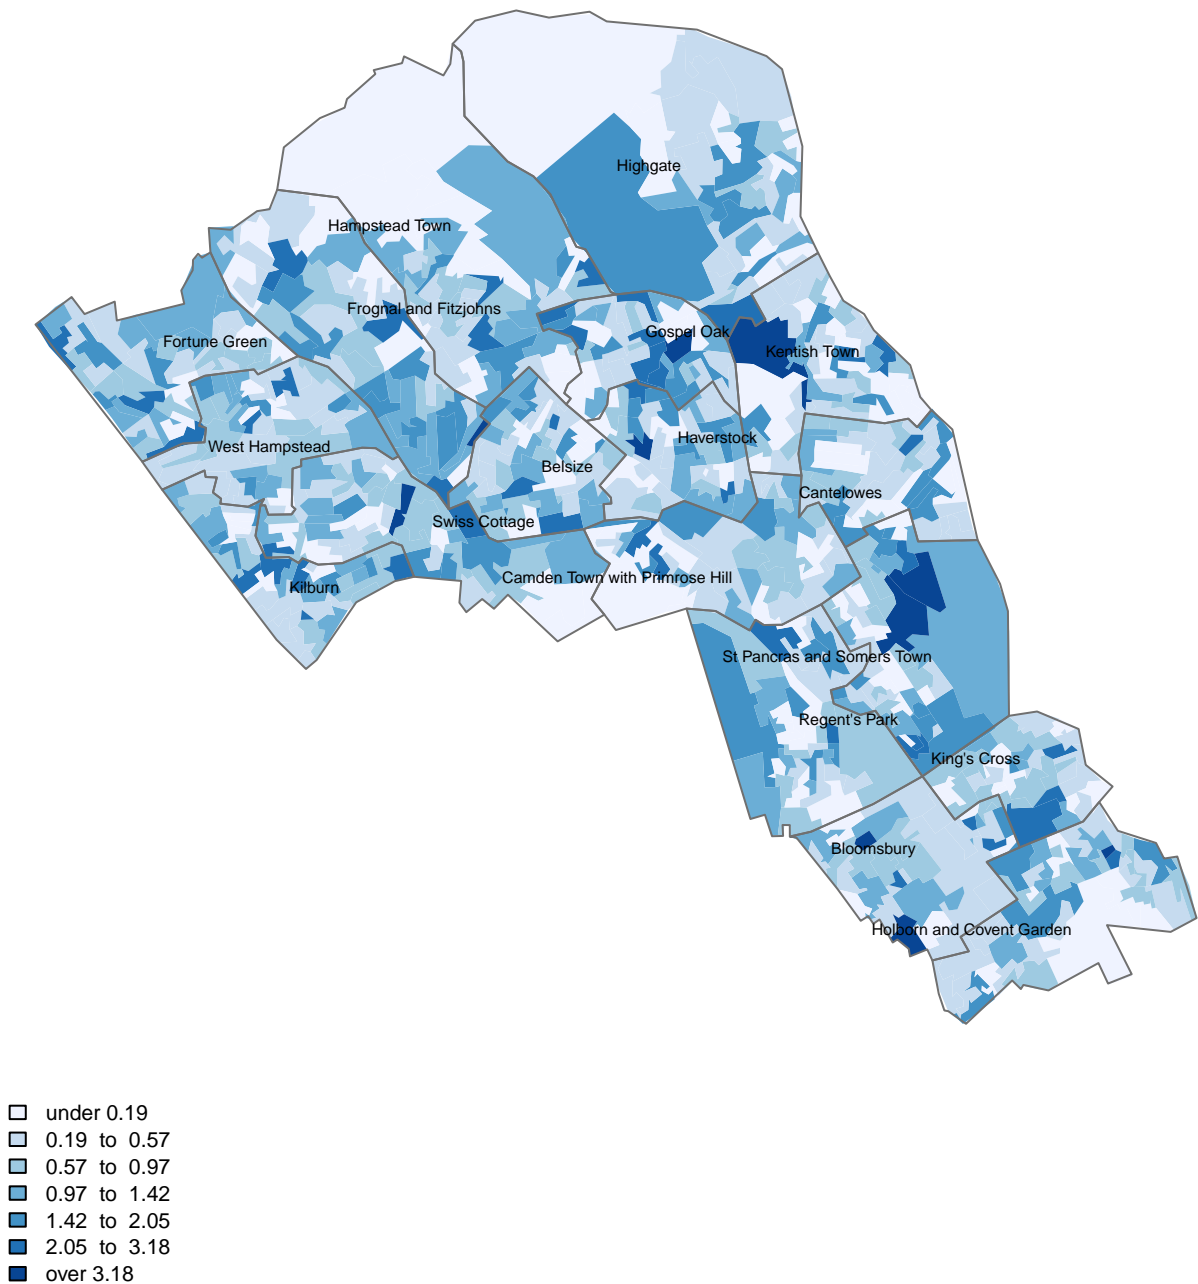 Highgate
Hampstead Town
Frognal and Fitzjohns
Gospel Oak
Fortune Green
Kentish Town
Haverstock
West Hampstead
Belsize
Cantelowes
Swiss Cottage
Camden Town with Primrose Hill
Kilburn
St Pancras and Somers Town
Regent's Park
King's Cross
Bloomsbury
Holborn and Covent Garden
under 0.19
0.19 to 0.57
0.57 to 0.97
0.97 to 1.42
1.42 to 2.05
2.05 to 3.18
over 3.18